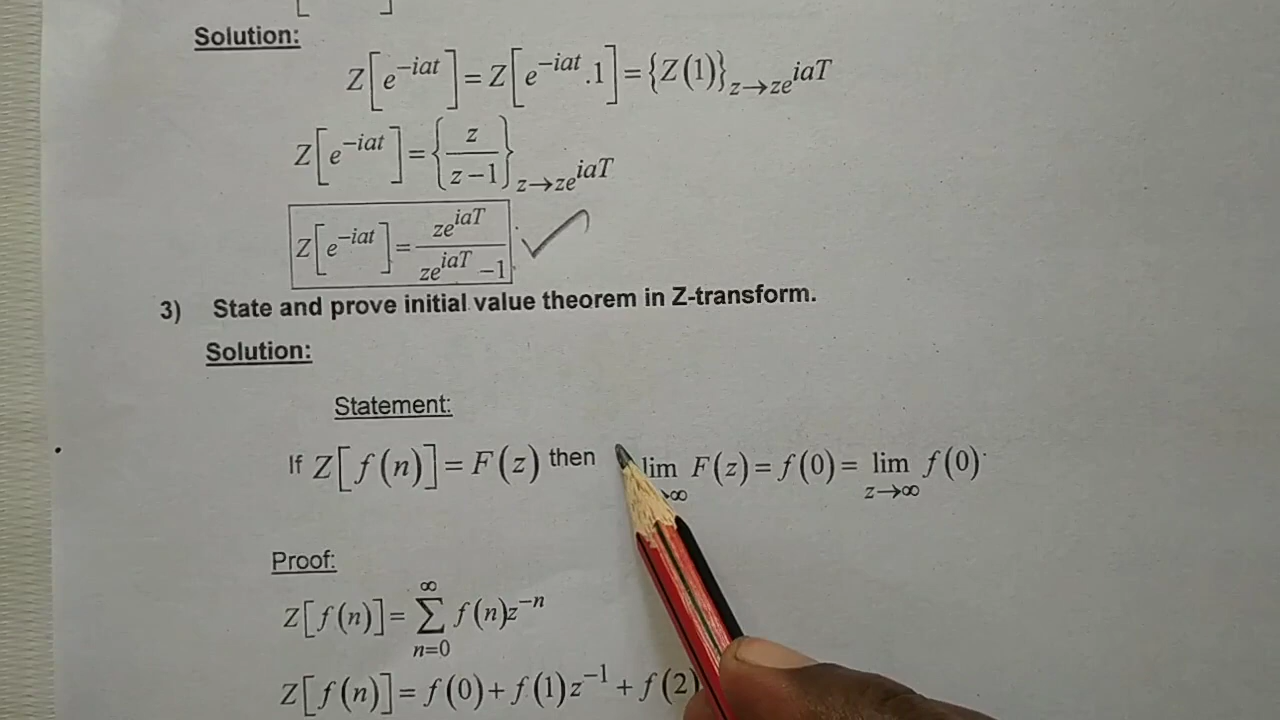 Solution:
Z[e^{-iat}] = Z[e^{-iat} .1] = {Z(1)}_{z→ze^{iaT}}
Z[e^{-iat}] = {z/(z-1)}_{z→ze^{iaT}}
Z[e^{-iat}] = ze^{iaT}/(ze^{iaT} -1)
3) State and prove initial value theorem in Z-transform.
Solution:
Statement:
If Z[f(n)] = F(z) then lim_{→∞} F(z) = f(0) = lim_{z→∞} f(0)
Proof:
Z[f(n)] = ∑_{n=0}^{∞} f(n)z^{-n}
Z[f(n)] = f(0) + f(1)z^{-1} + f(2)